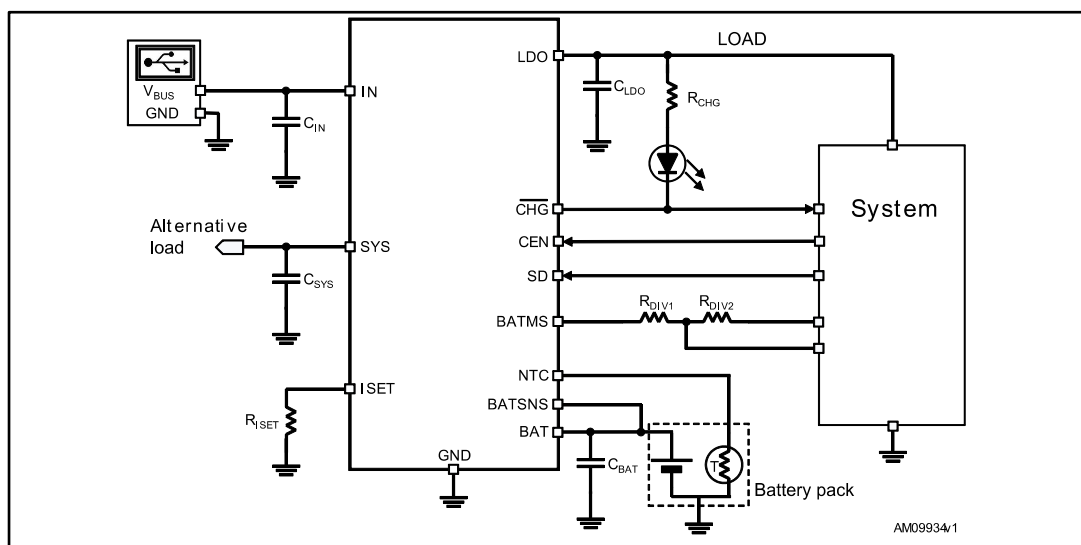 LOAD
LDO
V_BUS
GND
IN
C_IN
C_LDO
R_CHG
CHG
System
Alternative
load
SYS
CEN
C_SYS
SD
R_DIV1
R_DIV2
BATMS
NTC
ISET
BATSNS
R_ISET
BAT
GND
C_BAT
T
Battery pack
AM09934v1